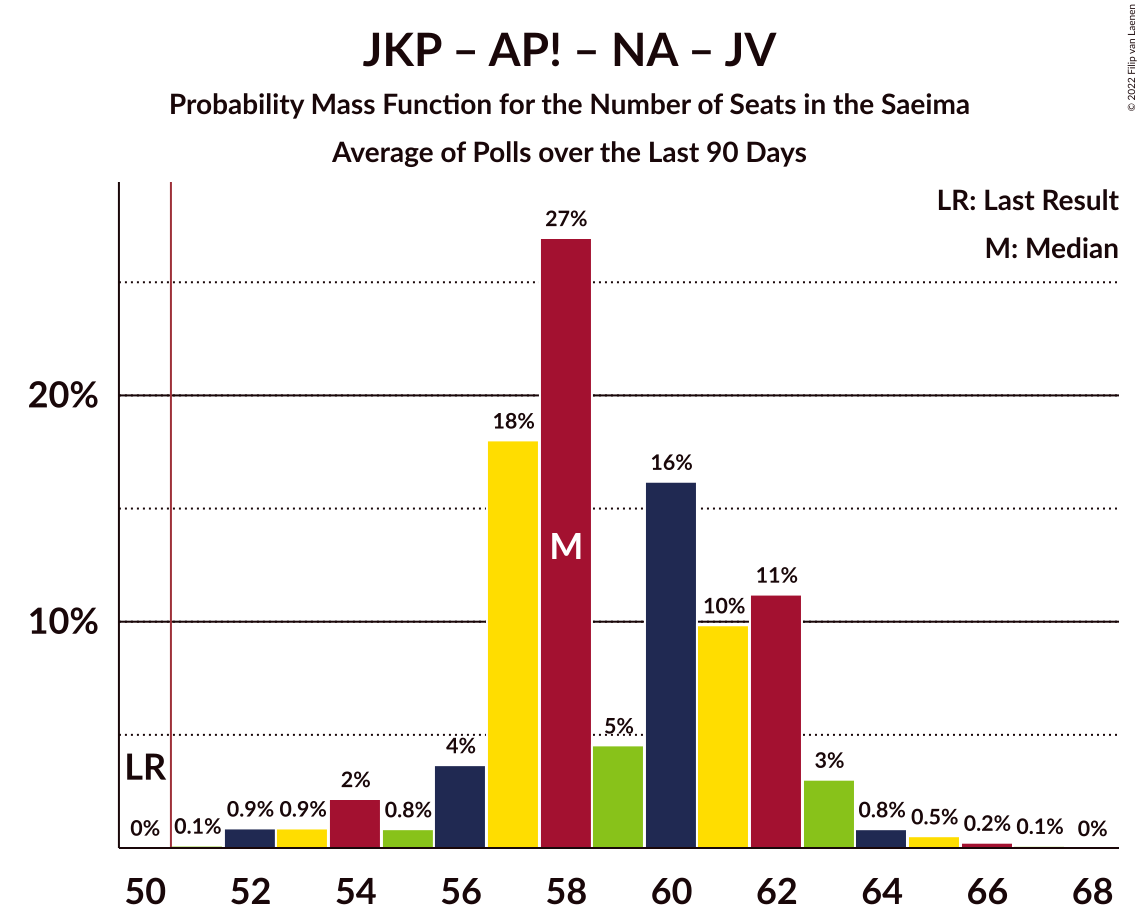 JKP – AP! – NA – JV
Probability Mass Function for the Number of Seats in the Saeima
Average of Polls over the Last 90 Days
© 2022 Filip van Laenen
LR: Last Result
M: Median
20%
10%
LR
M
0%
0.1%
0.9%
0.9%
2%
0.8%
4%
18%
27%
5%
16%
10%
11%
3%
0.8%
0.5%
0.2%
0.1%
0%
50 52 54 56 58 60 62 64 66 68